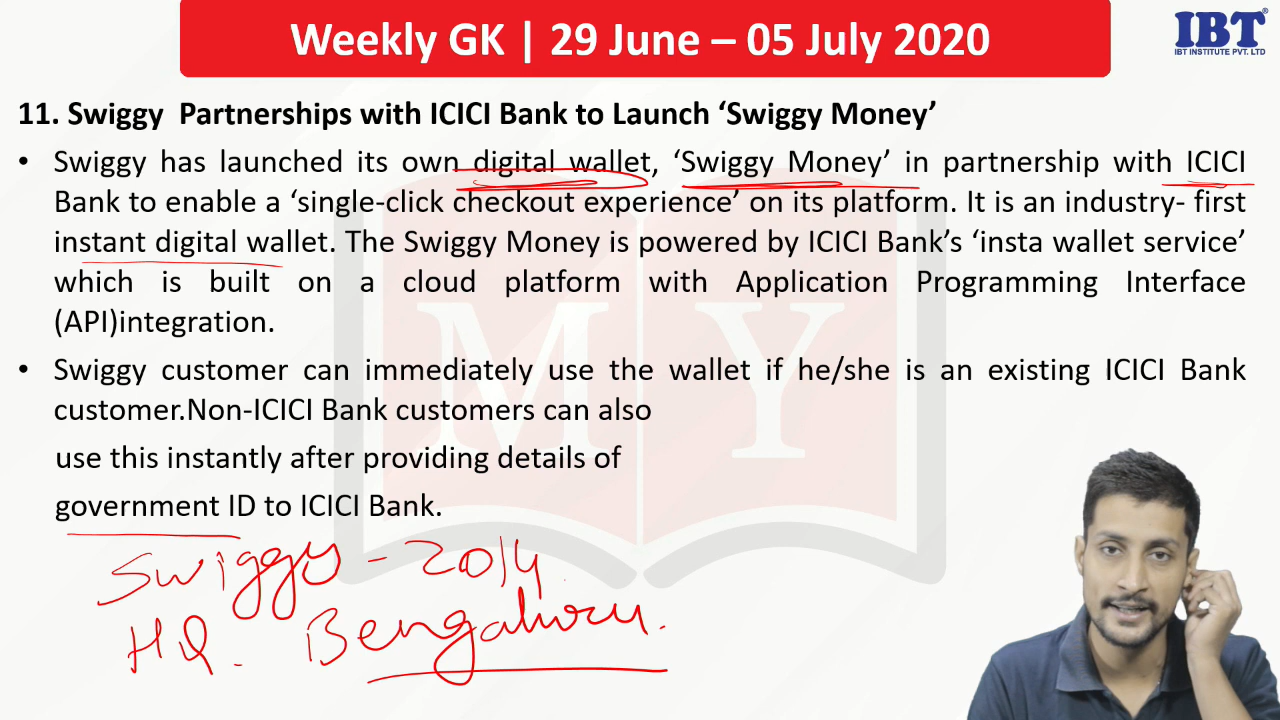 Weekly GK | 29 June – 05 July 2020
IBT
IBT INSTITUTE PVT. LTD
11. Swiggy Partnerships with ICICI Bank to Launch ‘Swiggy Money’
• Swiggy has launched its own digital wallet, ‘Swiggy Money’ in partnership with ICICI
Bank to enable a ‘single-click checkout experience’ on its platform. It is an industry- first
instant digital wallet. The Swiggy Money is powered by ICICI Bank’s ‘insta wallet service’
which is built on a cloud platform with Application Programming Interface
(API)integration.
• Swiggy customer can immediately use the wallet if he/she is an existing ICICI Bank
customer.Non-ICICI Bank customers can also
use this instantly after providing details of
government ID to ICICI Bank.
MY
Swiggy - 2014
HQ. Bengaluru.